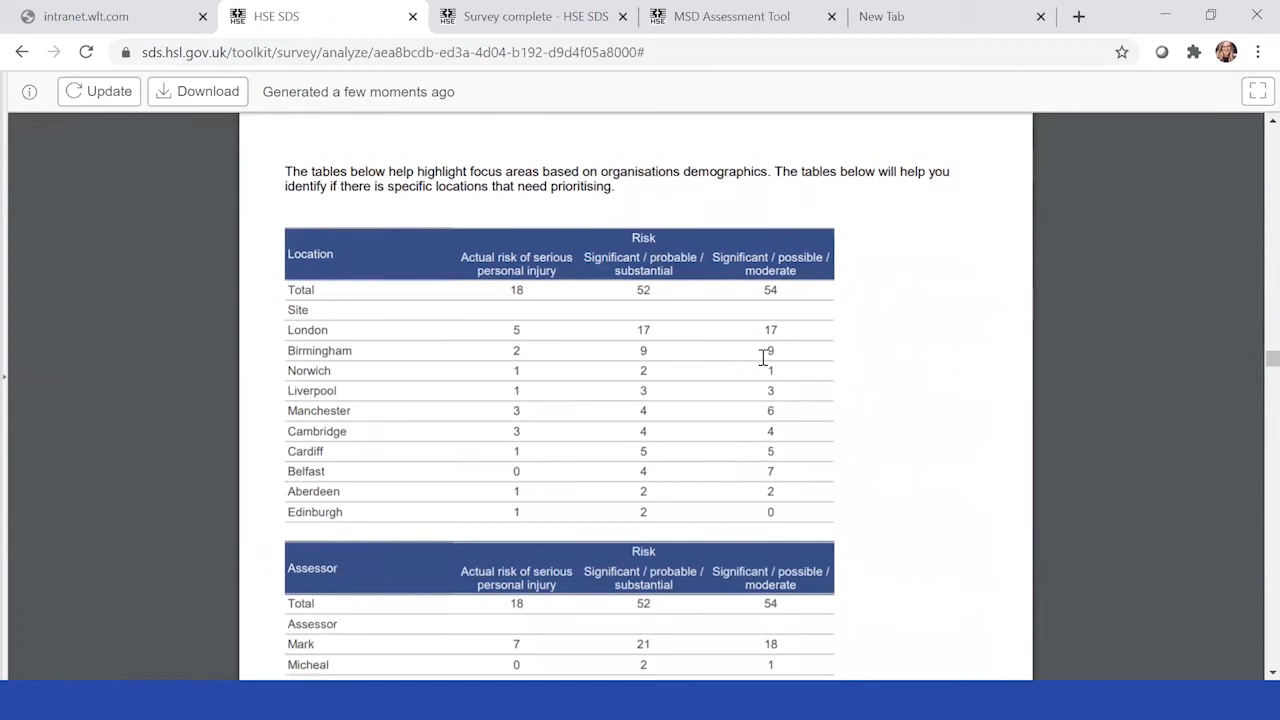 intranet.wlt.com
HSE SDS
Survey complete - HSE SDS
MSD Assessment Tool
New Tab
sds.hsl.gov.uk/toolkit/survey/analyze/aea8bcdb-ed3a-4d04-b192-d9d4f05a8000#
Update
Download
Generated a few moments ago
The tables below help highlight focus areas based on organisations demographics. The tables below will help you
identify if there is specific locations that need prioritising.
Risk
Location
Actual risk of serious personal injury
Significant / probable / substantial
Significant / possible / moderate
Total 18 52 54
Site
London 5 17 17
Birmingham 2 9 9
Norwich 1 2 1
Liverpool 1 3 3
Manchester 3 4 6
Cambridge 3 4 4
Cardiff 1 5 5
Belfast 0 4 7
Aberdeen 1 2 2
Edinburgh 1 2 0
Risk
Assessor
Actual risk of serious personal injury
Significant / probable / substantial
Significant / possible / moderate
Total 18 52 54
Assessor
Mark 7 21 18
Micheal 0 2 1